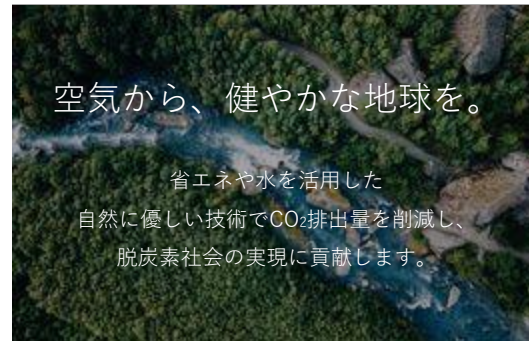 空気から、健やかな地球を。
省エネや水を活用した
自然に優しい技術でCO₂排出量を削減し、
脱炭素社会の実現に貢献します。